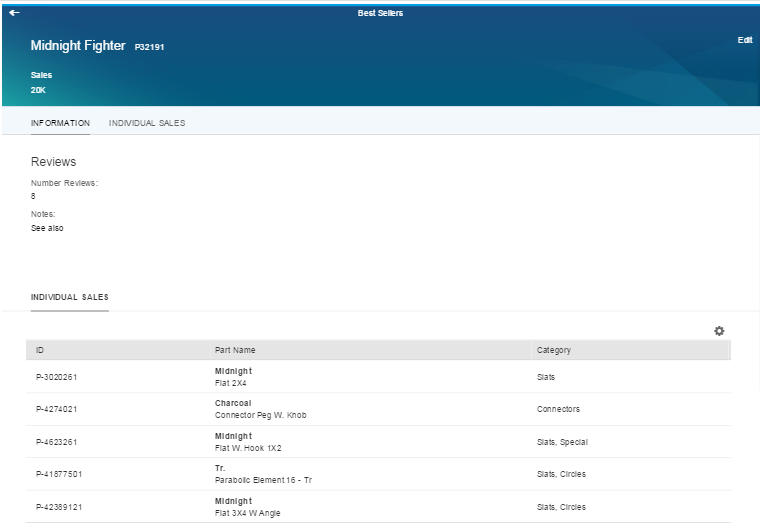 Best Sellers
Midnight Fighter P32191
Edit
Sales
20K
INFORMATION INDIVIDUAL SALES
Reviews
Number Reviews:
8
Notes:
See also
INDIVIDUAL SALES
ID Part Name Category
P-3020261 Midnight Slats
Flat 2X4
P-4274021 Charcoal Connectors
Connector Peg W. Knob
P-4623261 Midnight Slats, Special
Flat W. Hook 1X2
P-41877501 Tr. Slats, Circles
Parabolic Element 16 - Tr
P-42389121 Midnight Slats, Circles
Flat 3X4 W Angle